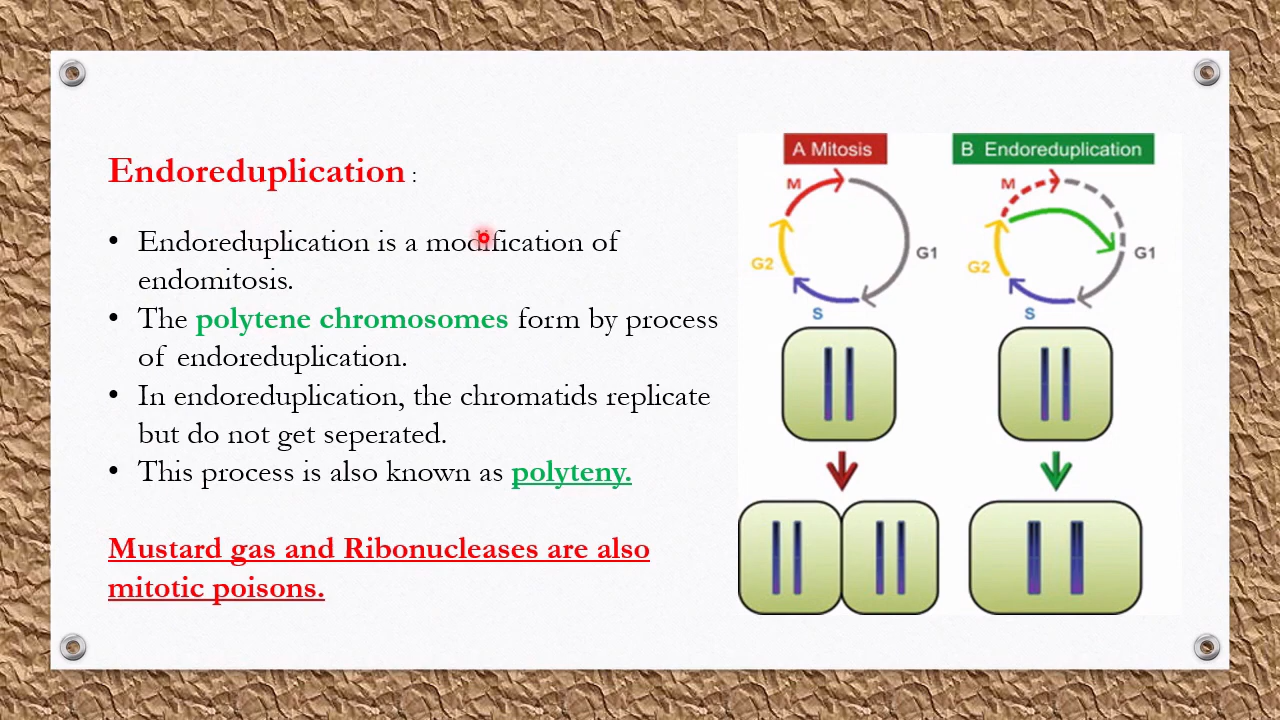 Endoreduplication :
• Endoreduplication is a modification of
endomitosis.
• The polytene chromosomes form by process
of endoreduplication.
• In endoreduplication, the chromatids replicate
but do not get seperated.
• This process is also known as polyteny.
Mustard gas and Ribonucleases are also
mitotic poisons.
A Mitosis
M
G1
G2
S
B Endoreduplication
M
G1
G2
S